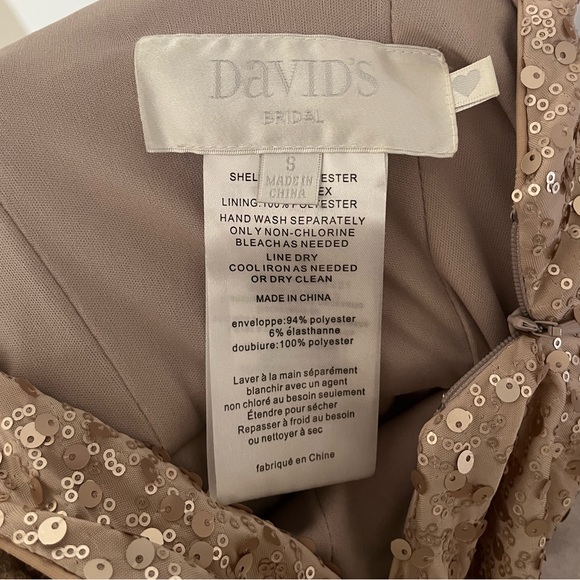 DAVID'S
BRIDAL
S
MADE IN
CHINA
SHEL ESTER
EX
LINING:100% POLYESTER
HAND WASH SEPARATELY
ONLY NON-CHLORINE
BLEACH AS NEEDED
LINE DRY
COOL IRON AS NEEDED
OR DRY CLEAN
MADE IN CHINA
enveloppe:94% polyester
6% élasthanne
doubiure:100% polyester
Laver à la main séparément
blanchir avec un agent
non chloré au besoin seulement
Étendre pour sécher
Repasser à froid au besoin
ou nettoyer à sec
fabriqué en Chine